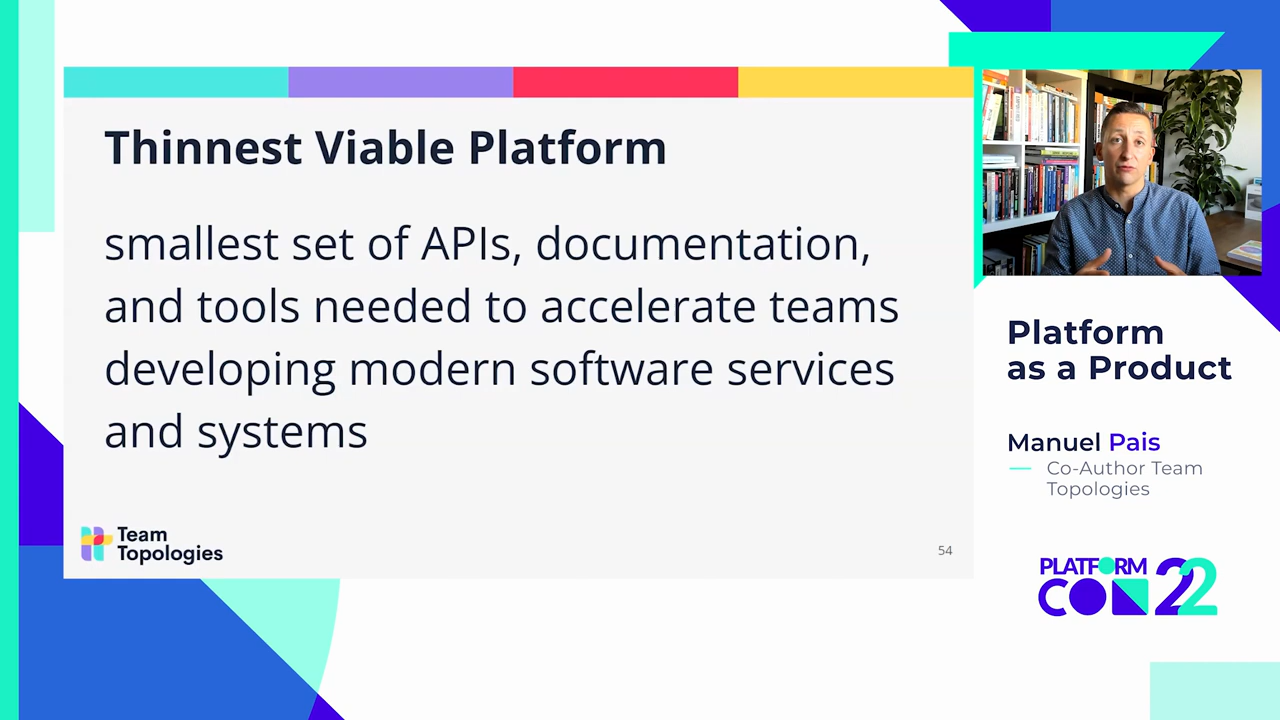 Thinnest Viable Platform
smallest set of APIs, documentation,
and tools needed to accelerate teams
developing modern software services
and systems
Team
Topologies
54
Platform
as a Product
Manuel Pais
— Co-Author Team
Topologies
PLATFORM
CON 22